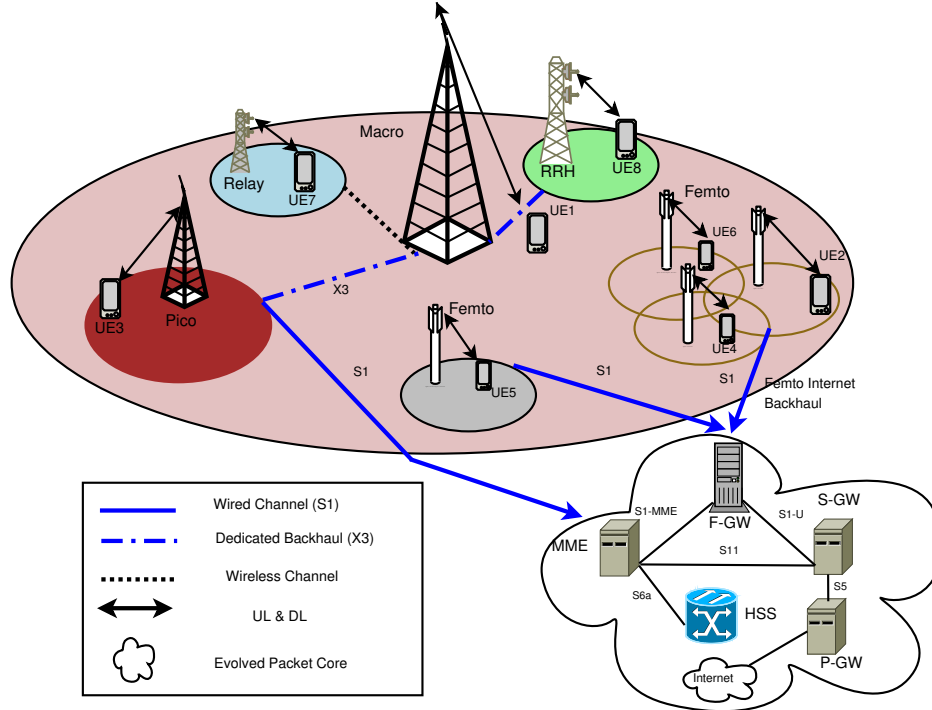 Macro
RRH
UE8
Relay
UE7
UE1
Femto
UE6
UE2
X3
UE3
Pico
Femto
UE4
S1
UE5
S1
S1
Femto Internet
Backhaul
Wired Channel (S1)
Dedicated Backhaul (X3)
Wireless Channel
UL & DL
Evolved Packet Core
S-GW
S1-MME
F-GW
S1-U
MME
S11
S6a
S5
HSS
P-GW
Internet